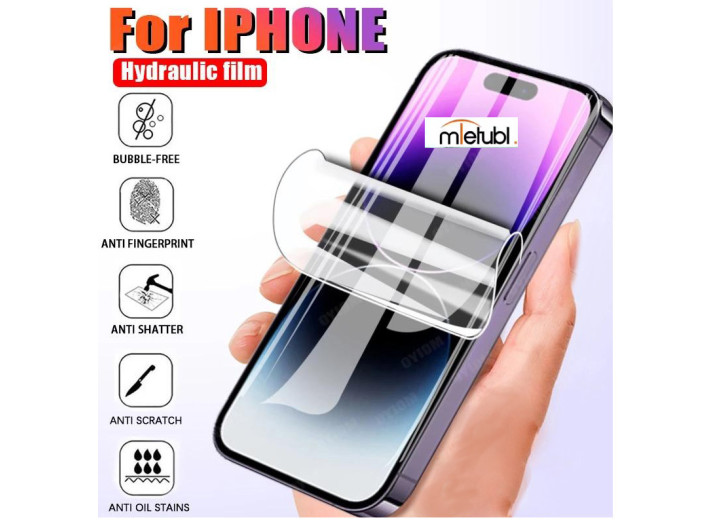 For IPHONE
Hydraulic film
mletubl.
BUBBLE-FREE
ANTI FINGERPRINT
ANTI SHATTER
ANTI SCRATCH
ANTI OIL STAINS